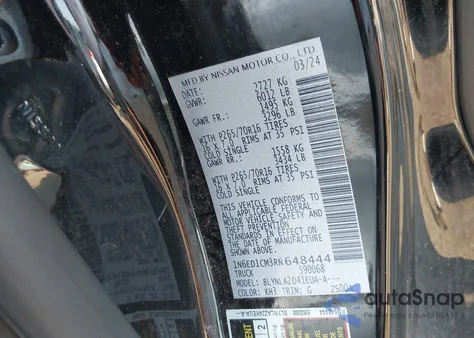 MFD BY NISSAN MOTOR CO., LTD.
DATE: 03/24
GVWR: 2727 KG
6012 LB
GAWR FR.: 1495 KG
3296 LB
WITH P265/70R16 TIRES
16 X 7.0 RIMS AT 35 PSI
COLD SINGLE
GAWR RR.: 1558 KG
3434 LB
WITH P265/70R16 TIRES
16 X 7.0 RIMS AT 35 PSI
COLD SINGLE
THIS VEHICLE CONFORMS TO
ALL APPLICABLE FEDERAL
MOTOR VEHICLE SAFETY AND
THEFT PREVENTION
STANDARDS IN EFFECT ON
THE DATE OF MANUFACTURE
SHOWN ABOVE.
1N6ED1CM3RN648444
TRUCK 590068
COLOR: KH3 TRIM: G
autoSnap